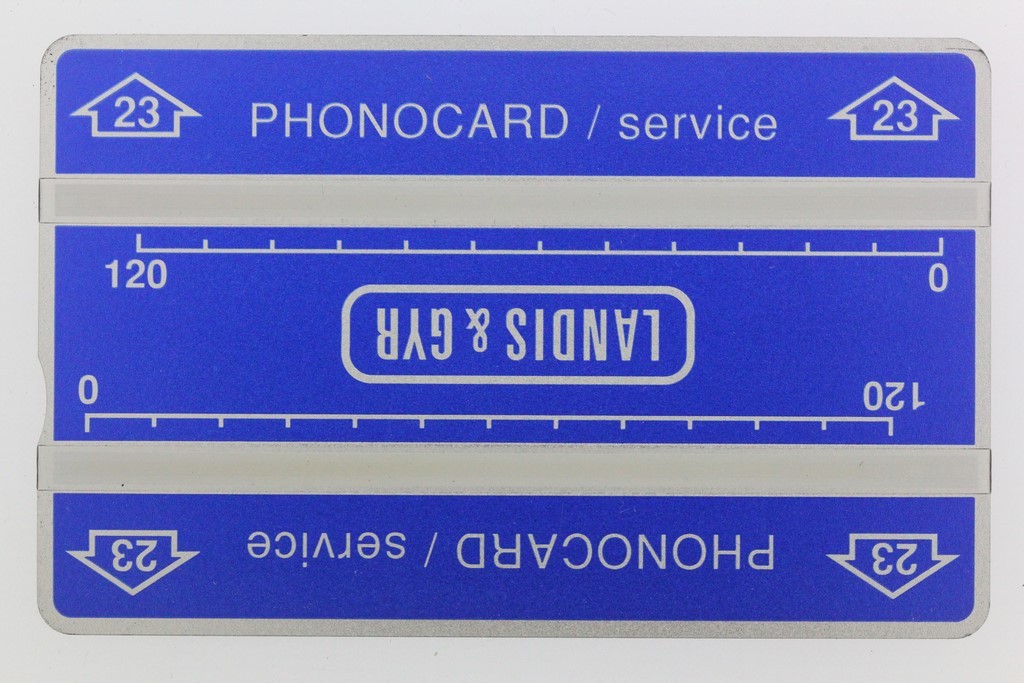 23 PHONOCARD / service 23
120 0
LANDIS & GYR
0 120
23 PHONOCARD / service 23